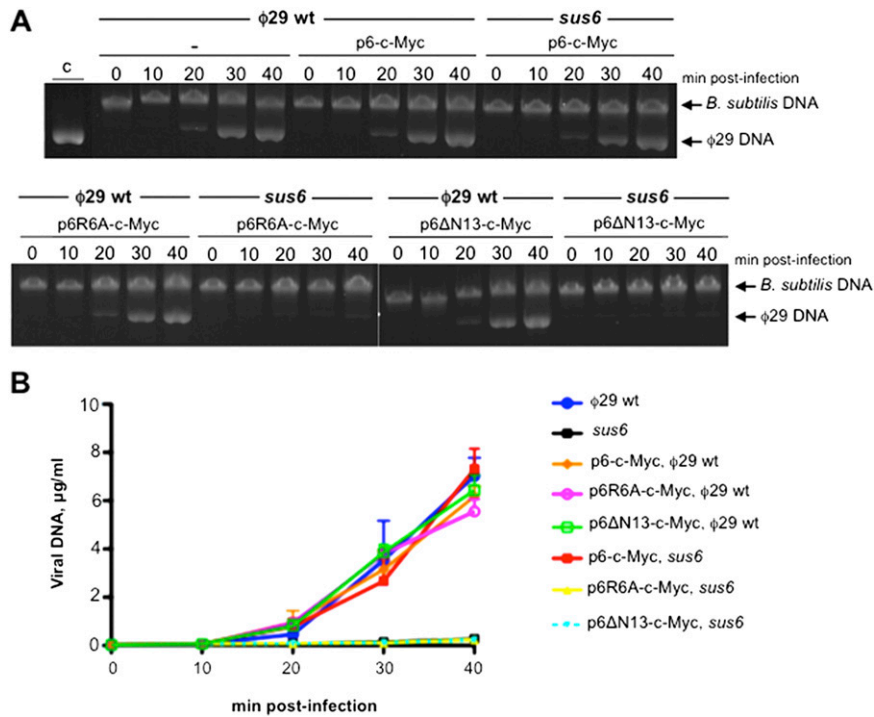 A
ϕ29 wt
sus6
-
p6-c-Myc
p6-c-Myc
c
0 10 20 30 40 0 10 20 30 40 0 10 20 30 40
min post-infection
B. subtilis DNA
ϕ29 DNA
ϕ29 wt
sus6
ϕ29 wt
sus6
p6R6A-c-Myc
p6R6A-c-Myc
p6ΔN13-c-Myc
p6ΔN13-c-Myc
0 10 20 30 40 0 10 20 30 40 0 10 20 30 40 0 10 20 30 40
min post-infection
B. subtilis DNA
ϕ29 DNA
B
Viral DNA, µg/ml
10
8
6
4
2
0
0 10 20 30 40
min post-infection
ϕ29 wt
sus6
p6-c-Myc, ϕ29 wt
p6R6A-c-Myc, ϕ29 wt
p6ΔN13-c-Myc, ϕ29 wt
p6-c-Myc, sus6
p6R6A-c-Myc, sus6
p6ΔN13-c-Myc, sus6